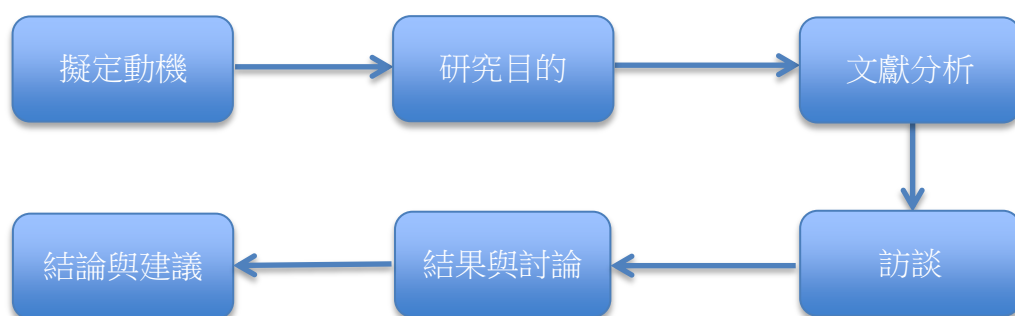 擬定動機
研究目的
文獻分析
訪談
結果與討論
結論與建議